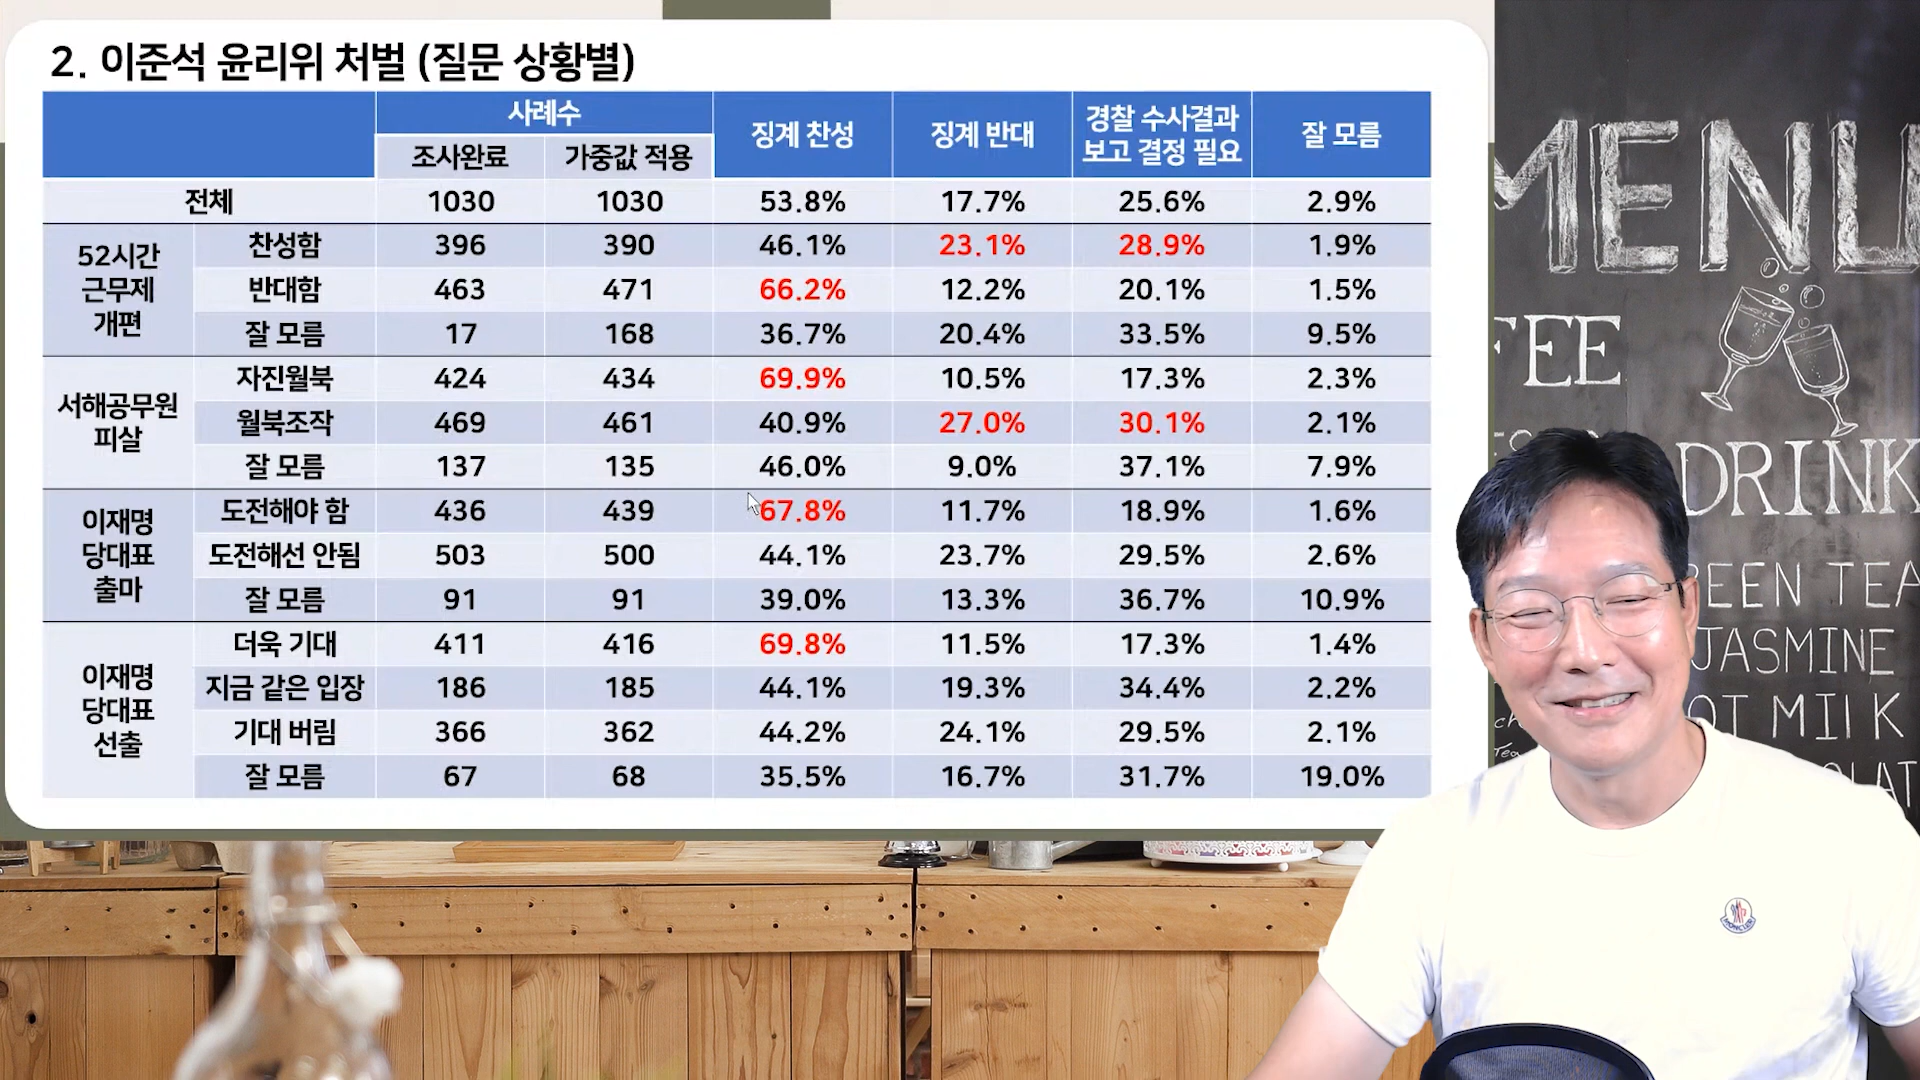 2. 이준석 윤리위 처벌 (질문 상황별)
사례수 징계 찬성 징계 반대 경찰 수사결과 보고 결정 필요 잘 모름
조사완료 가중값 적용
전체 1030 1030 53.8% 17.7% 25.6% 2.9%
52시간 근무제 개편
찬성함 396 390 46.1% 23.1% 28.9% 1.9%
반대함 463 471 66.2% 12.2% 20.1% 1.5%
잘 모름 17 168 36.7% 20.4% 33.5% 9.5%
서해공무원 피살
자진월북 424 434 69.9% 10.5% 17.3% 2.3%
월북조작 469 461 40.9% 27.0% 30.1% 2.1%
잘 모름 137 135 46.0% 9.0% 37.1% 7.9%
이재명 당대표 출마
도전해야 함 436 439 67.8% 11.7% 18.9% 1.6%
도전해선 안됨 503 500 44.1% 23.7% 29.5% 2.6%
잘 모름 91 91 39.0% 13.3% 36.7% 10.9%
이재명 당대표 선출
더욱 기대 411 416 69.8% 11.5% 17.3% 1.4%
지금 같은 입장 186 185 44.1% 19.3% 34.4% 2.2%
기대 버림 366 362 44.2% 24.1% 29.5% 2.1%
잘 모름 67 68 35.5% 16.7% 31.7% 19.0%
MENU
FEE
DRINK
EEN TEA
JASMINE
OT MILK
MONCLER